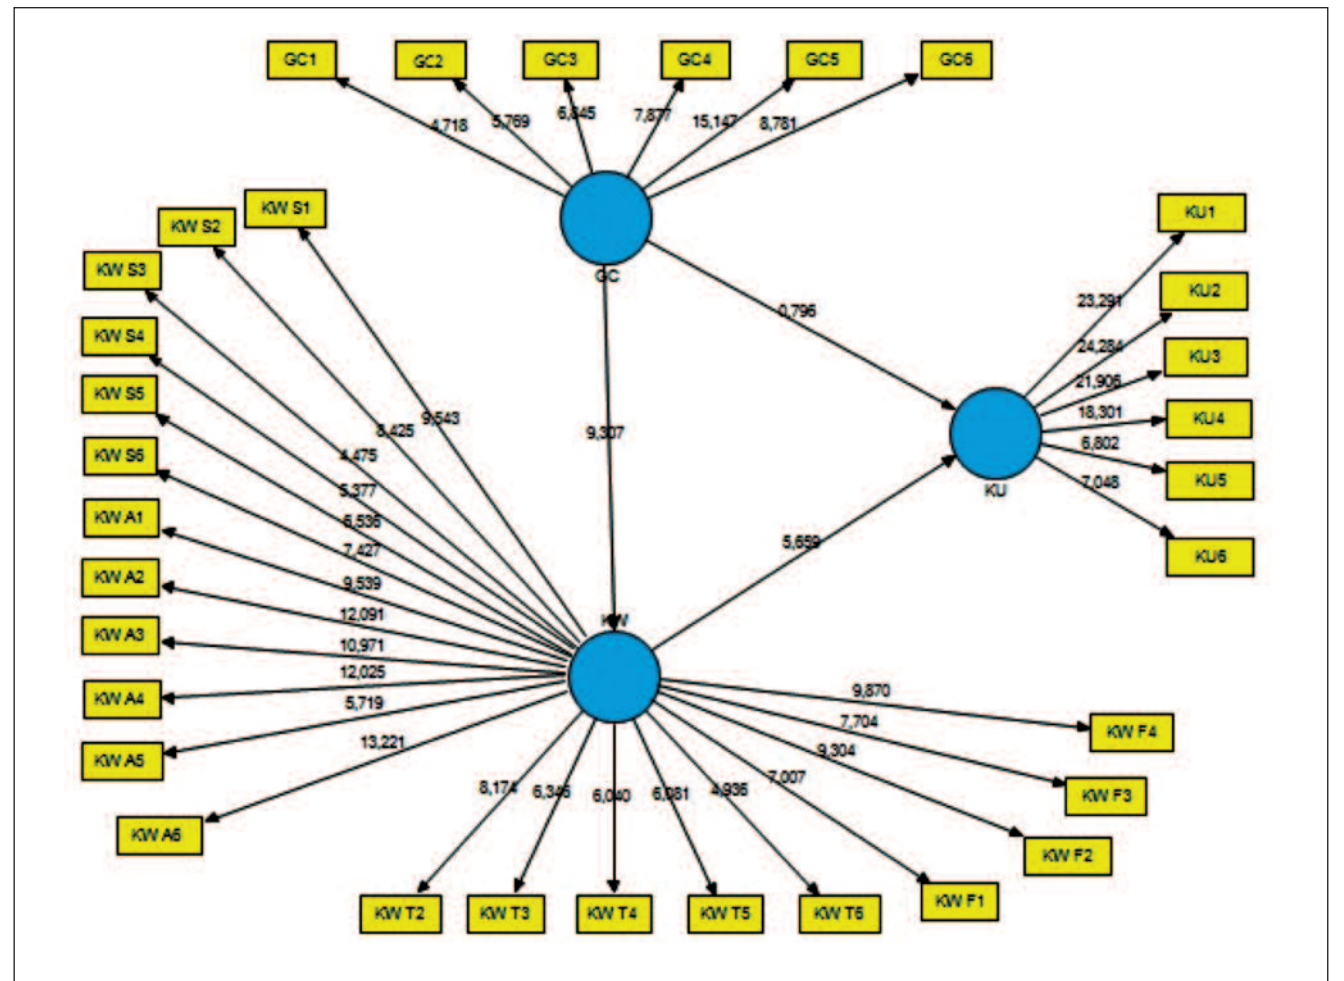 GC1
GC2
GC3
GC4
GC5
GC6
4,718
5,769
6,845
7,877
15,147
8,781
GC
KW S1
KW S2
KW S3
KW S4
KW S5
KW S6
KW A1
KW A2
KW A3
KW A4
KW A5
KW A6
9,543
8,425
4,475
5,377
6,536
7,427
9,539
12,091
10,971
12,025
5,719
13,221
9,307
0,796
5,659
KU1
KU2
KU3
KU4
KU5
KU6
23,291
24,284
21,906
18,301
6,802
7,048
KU
KW
8,174
6,346
6,040
6,081
4,936
7,007
9,304
7,704
9,870
KW T2
KW T3
KW T4
KW T5
KW T6
KW F1
KW F2
KW F3
KW F4